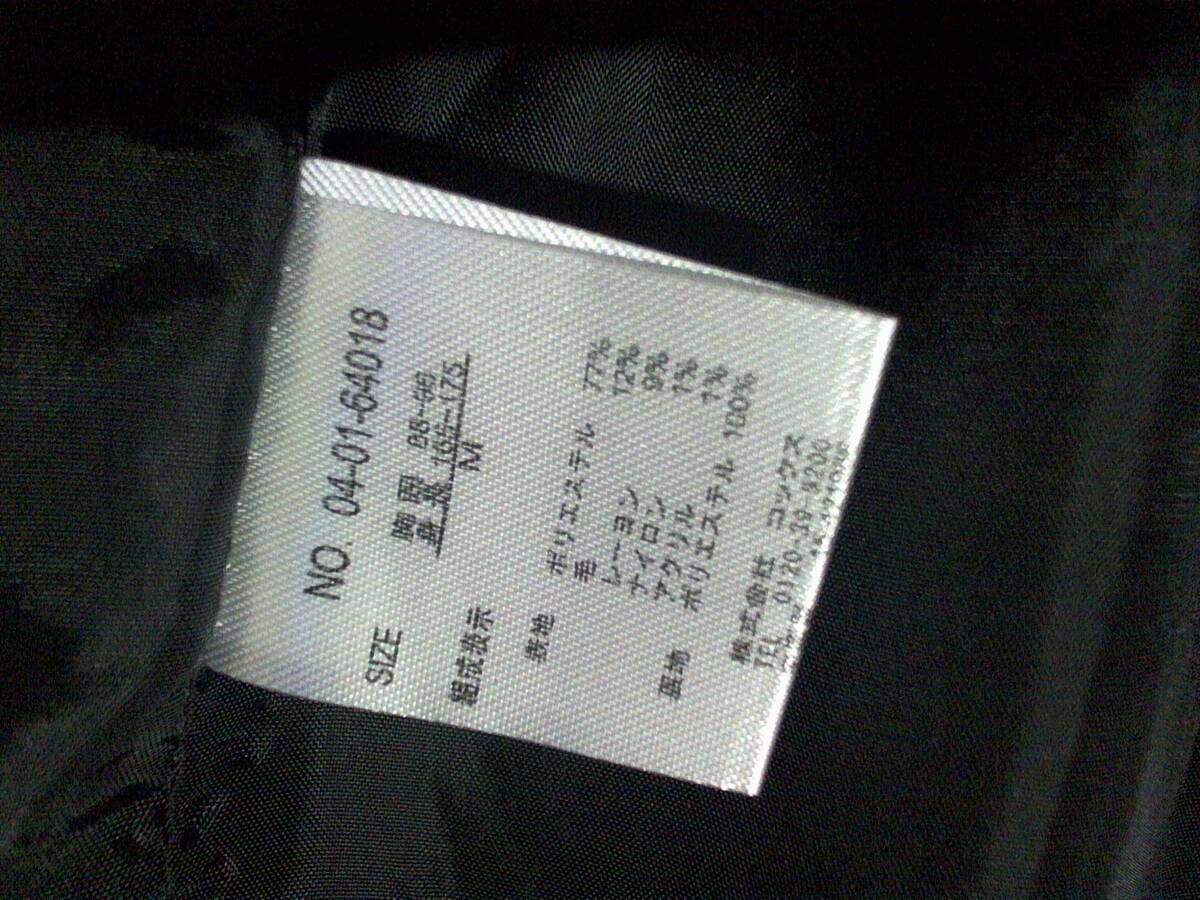 NO. 04-01-64018
SIZE
胸囲 88-96
身長 165-175
M
組成表示
表地
ポリエステル 77%
毛 12%
レーヨン 9%
ナイロン 1%
アクリル 1%
裏地 ポリエステル 100%
株式会社 コックス
TEL 0120-39-4700